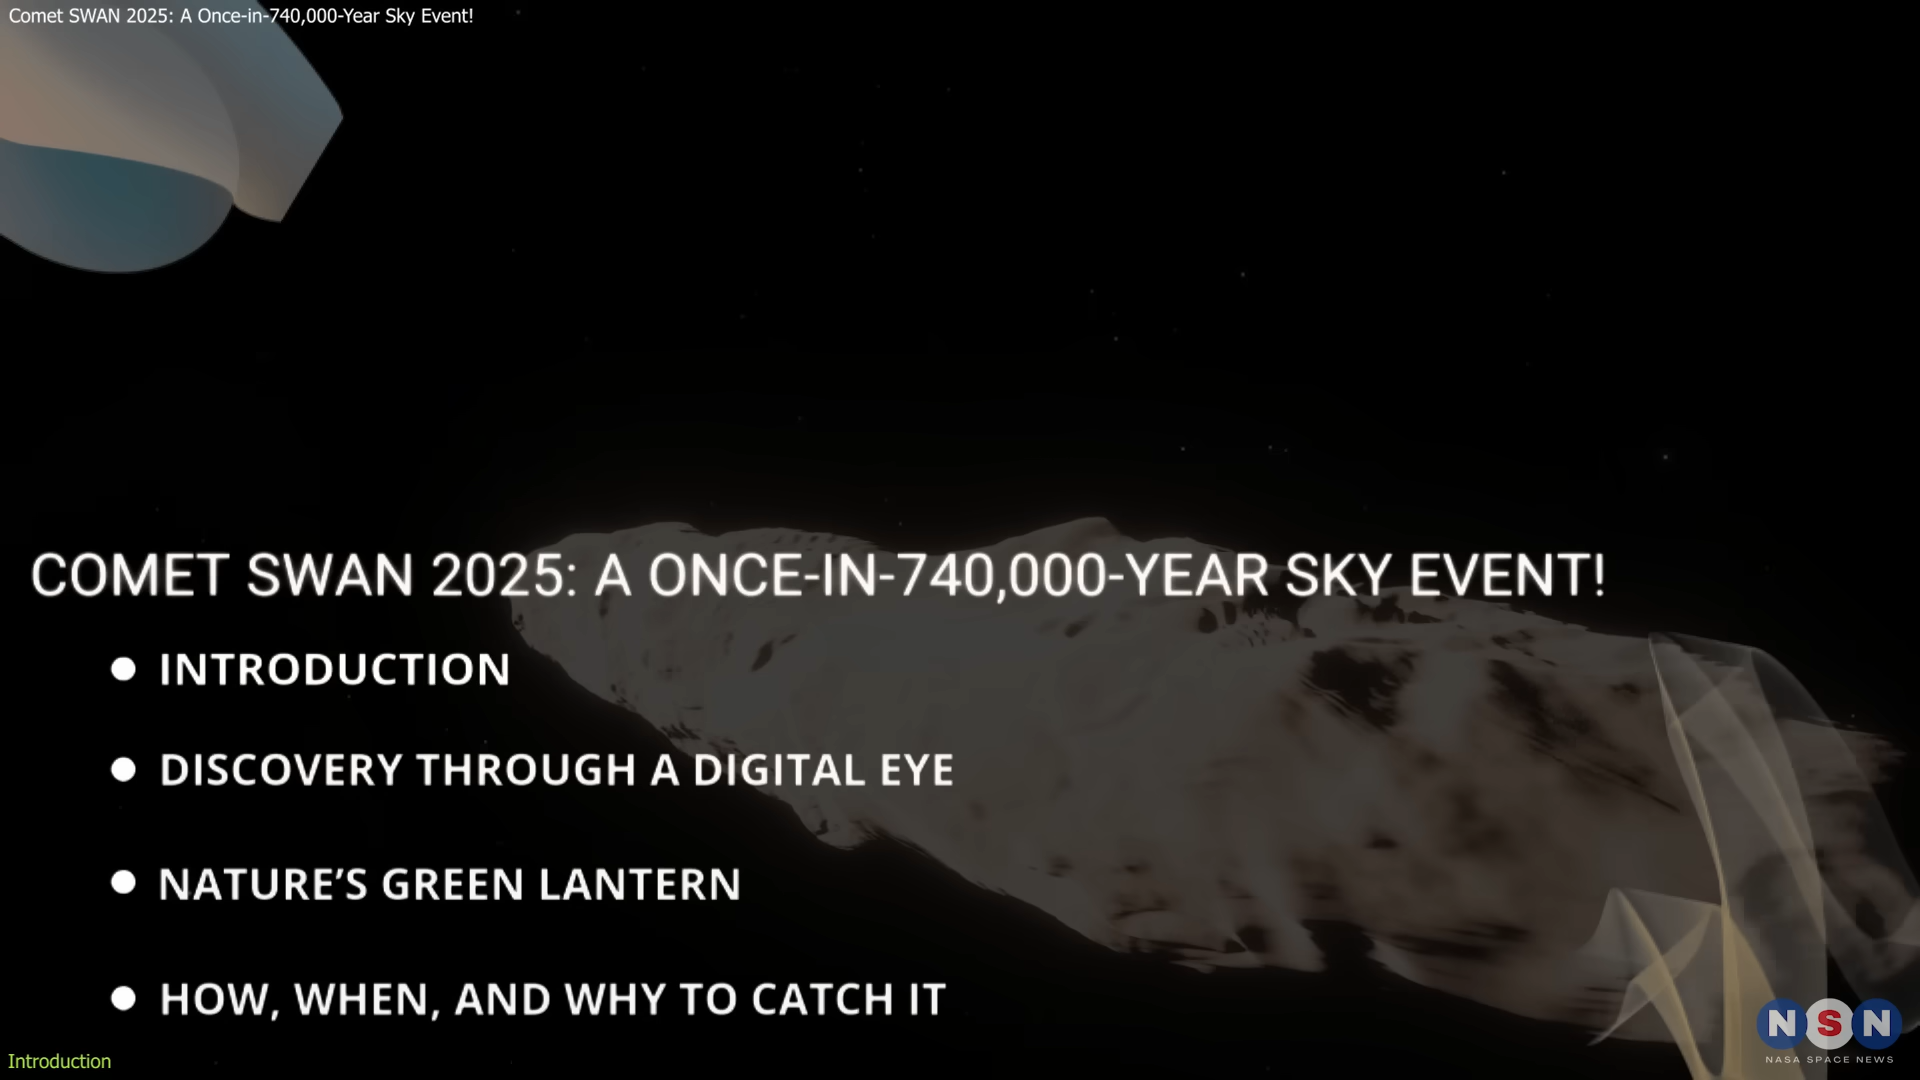 Comet SWAN 2025: A Once-in-740,000-Year Sky Event!
COMET SWAN 2025: A ONCE-IN-740,000-YEAR SKY EVENT!
INTRODUCTION
DISCOVERY THROUGH A DIGITAL EYE
NATURE’S GREEN LANTERN
HOW, WHEN, AND WHY TO CATCH IT
NSN
NASA SPACE NEWS
Introduction